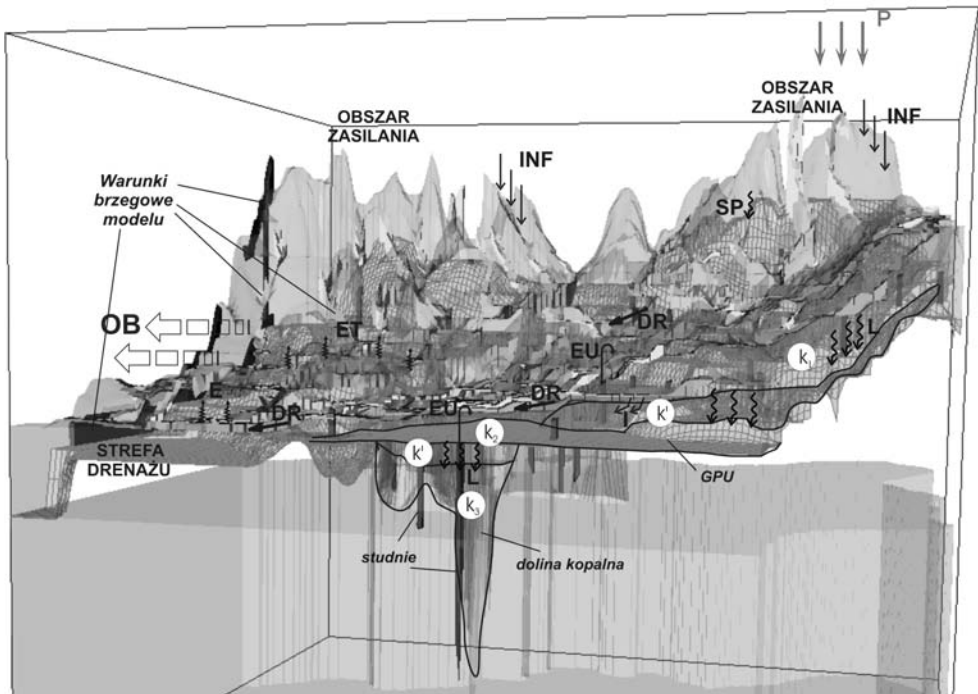 P
OBSZAR
ZASILANIA
INF
OBSZAR
ZASILANIA
INF
Warunki
brzegowe
modelu
SP
OB
ET
DR
L
EU
k₁
E
DR
EU
DR
k'
k₂
STREFA
DRENAŻU
k'
GPU
L
k₃
studnie
dolina kopalna